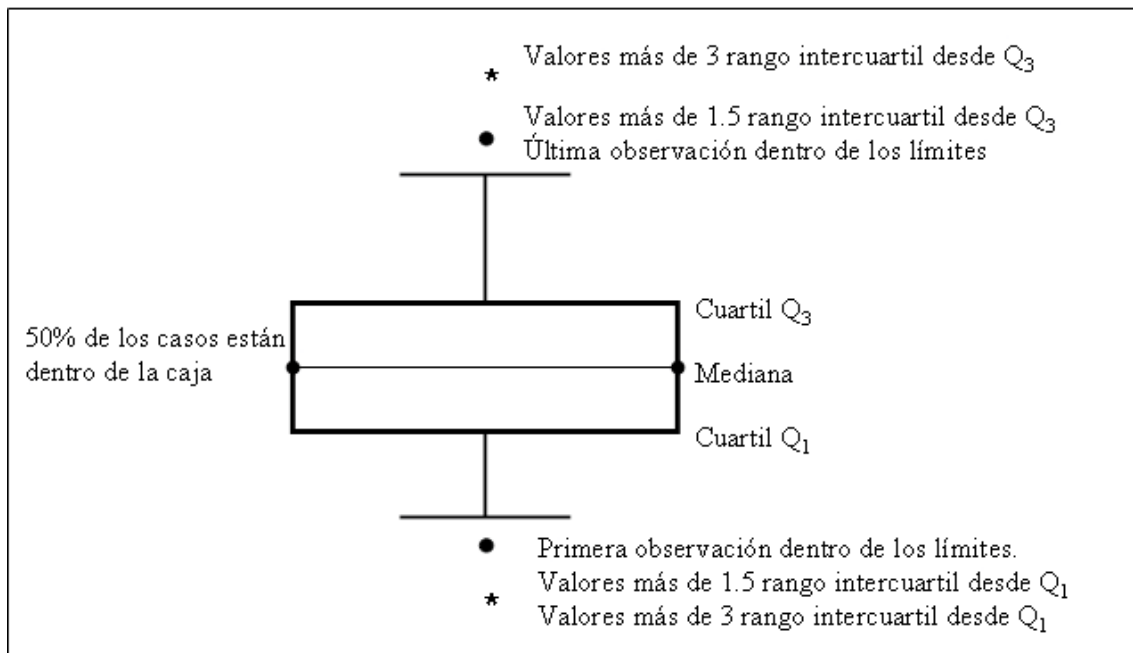 Valores más de 3 rango intercuartil desde Q3
Valores más de 1.5 rango intercuartil desde Q3
Última observación dentro de los límites
Cuartil Q3
50% de los casos están
dentro de la caja
Mediana
Cuartil Q1
Primera observación dentro de los límites.
Valores más de 1.5 rango intercuartil desde Q1
Valores más de 3 rango intercuartil desde Q1